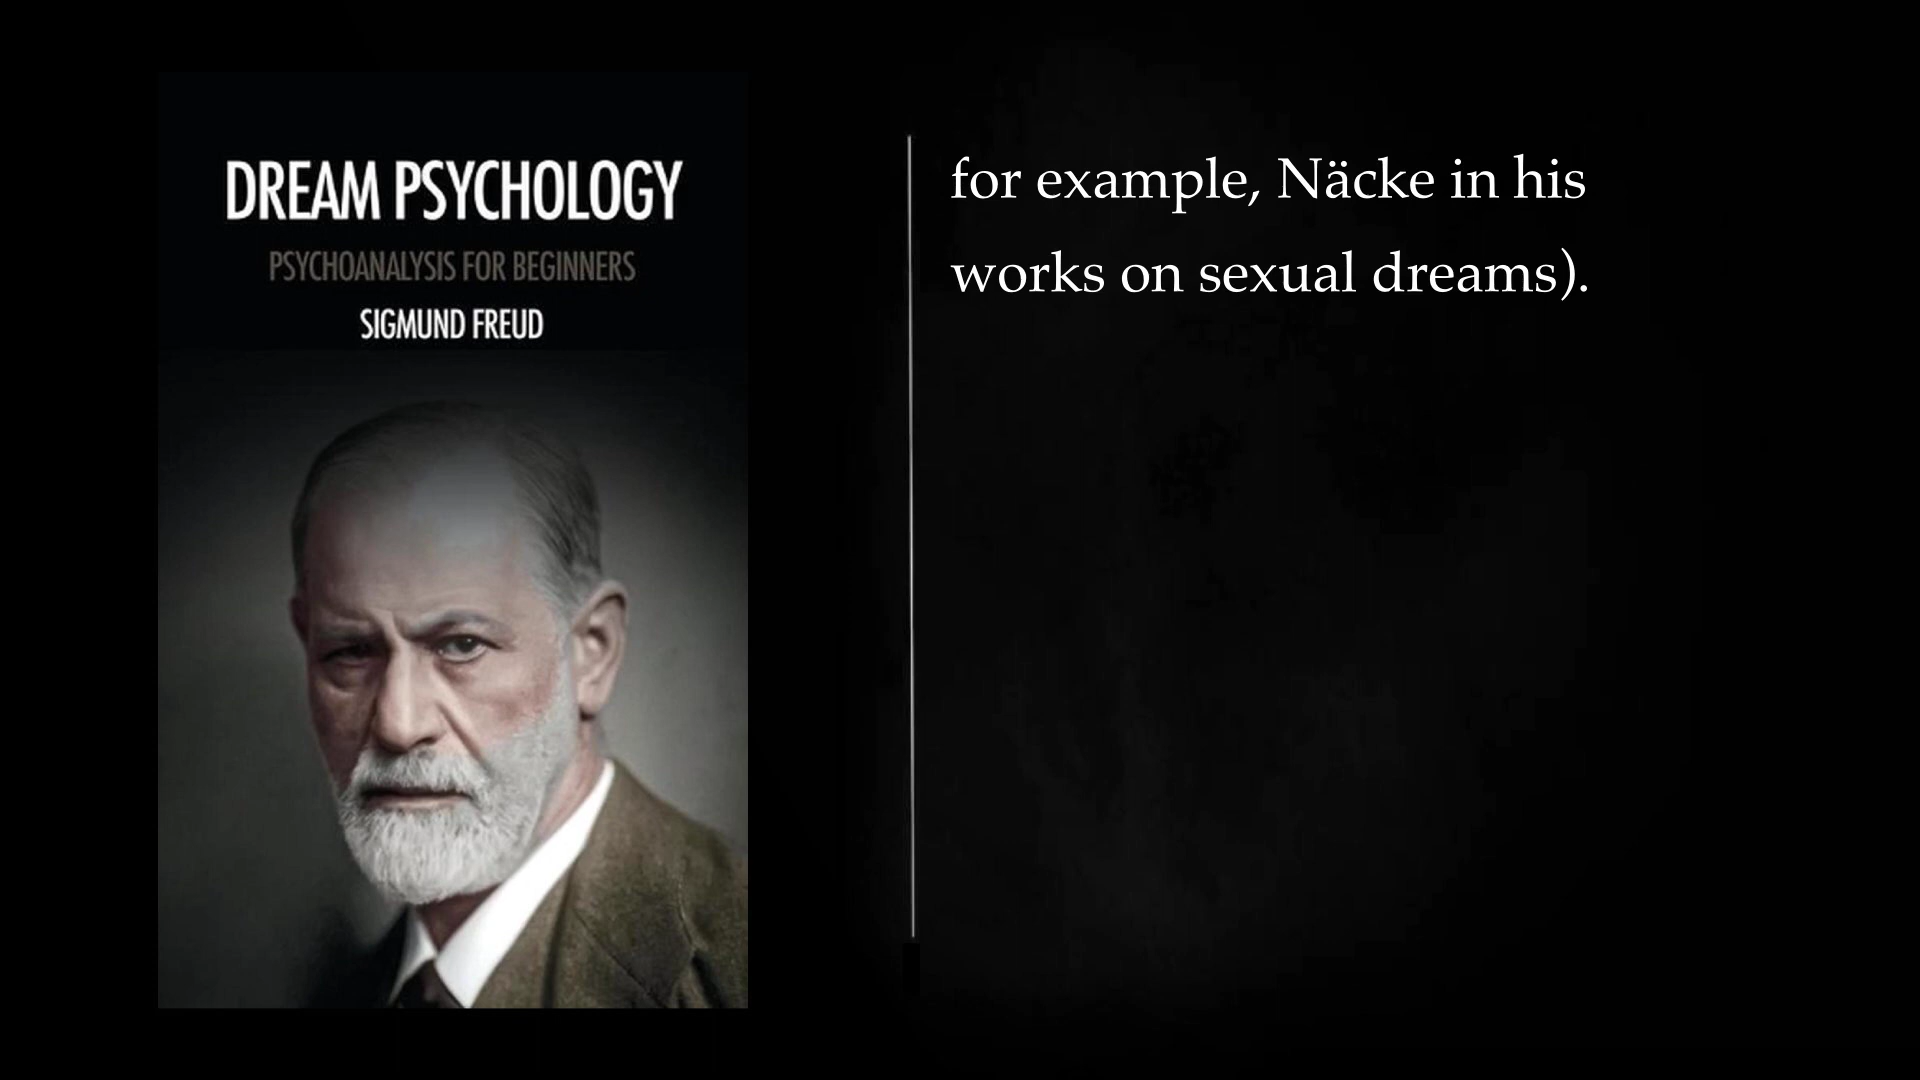 DREAM PSYCHOLOGY
PSYCHOANALYSIS FOR BEGINNERS
SIGMUND FREUD
for example, Näcke in his
works on sexual dreams).